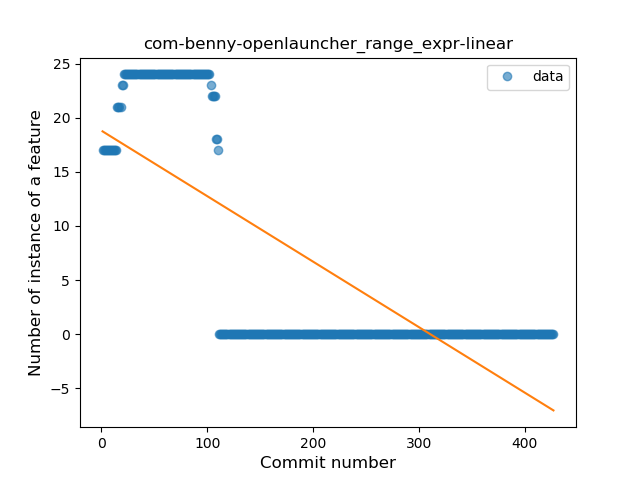 com-benny-openlauncher_range_expr-linear
data
Number of instance of a feature
25
20
15
10
5
0
−5
0 100 200 300 400
Commit number